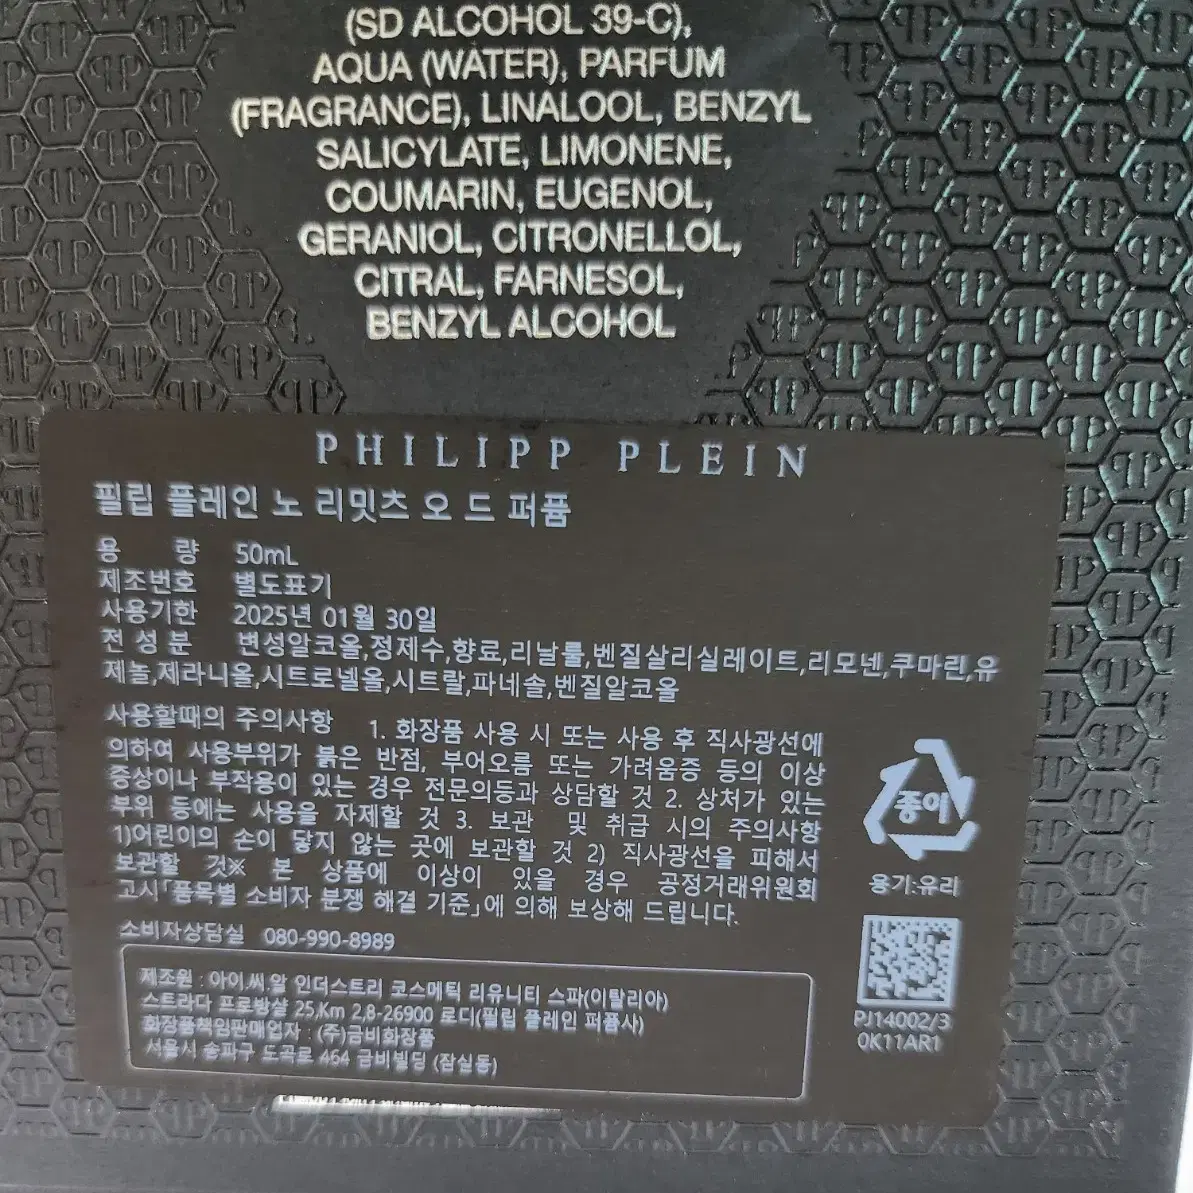 (SD ALCOHOL 39-C),
AQUA (WATER), PARFUM
(FRAGRANCE), LINALOOL, BENZYL
SALICYLATE, LIMONENE,
COUMARIN, EUGENOL,
GERANIOL, CITRONELLOL,
CITRAL, FARNESOL,
BENZYL ALCOHOL
PHILIPP PLEIN
필립 플레인 노 리밋츠 오 드 퍼퓸
용 량 50mL
제조번호 별도표기
사용기한 2025년 01월 30일
전 성 분 변성알코올,정제수,향료,리날룰,벤질살리실레이트,리모넨,쿠마린,유
제놀,제라니올,시트로넬올,시트랄,파네솔,벤질알코올
사용할때의 주의사항 1. 화장품 사용 시 또는 사용 후 직사광선에
의하여 사용부위가 붉은 반점, 부어오름 또는 가려움증 등의 이상
증상이나 부작용이 있는 경우 전문의등과 상담할 것 2. 상처가 있는
부위 등에는 사용을 자제할 것 3. 보관 및 취급 시의 주의사항
1)어린이의 손이 닿지 않는 곳에 보관할 것 2) 직사광선을 피해서
보관할 것※ 본 상품에 이상이 있을 경우 공정거래위원회
고시「품목별 소비자 분쟁 해결 기준」에 의해 보상해 드립니다.
소비자상담실 080-990-8989
제조원 : 아이.씨.알 인더스트리 코스메틱 리유니티 스파(이탈리아)
스트라다 프로방샬 25,Km 2,8-26900 로디(필립 플레인 퍼퓸사)
화장품책임판매업자 : (주)금비화장품
서울시 송파구 도곡로 464 금비빌딩 (잠실동)
종이
용기:유리
PJ14002/3
0K11AR1